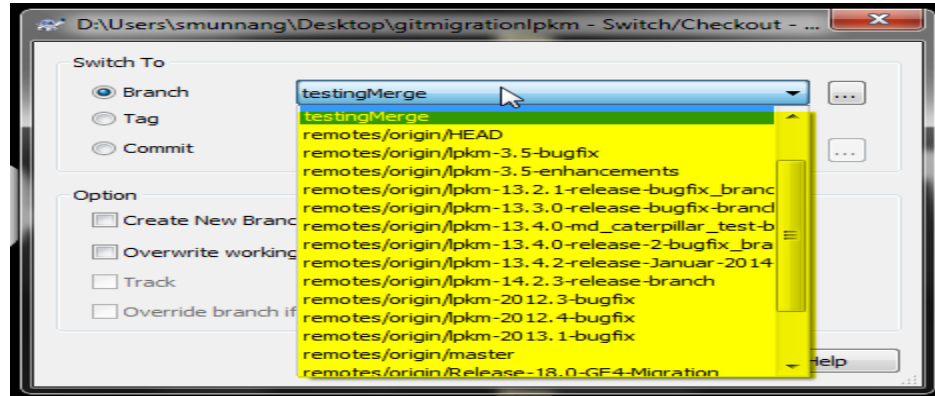 D:\Users\smunnang\Desktop\gitmigrationlpkm - Switch/Checkout - ...
Switch To
Branch
testingMerge
...
Tag
Commit
...
testingMerge
remotes/origin/HEAD
remotes/origin/lpkm-3.5-bugfix
remotes/origin/lpkm-3.5-enhancements
remotes/origin/lpkm-13.2.1-release-bugfix_branc
remotes/origin/lpkm-13.3.0-release-bugfix-branch
remotes/origin/lpkm-13.4.0-md_caterpillar_test-b
remotes/origin/lpkm-13.4.0-release-2-bugfix_bra
remotes/origin/lpkm-13.4.2-release-Januar-2014
remotes/origin/lpkm-14.2.3-release-branch
remotes/origin/lpkm-2012.3-bugfix
remotes/origin/lpkm-2012.4-bugfix
remotes/origin/lpkm-2013.1-bugfix
remotes/origin/master
remotes/origin/Release-18.0-GE4-Migration
Option
Create New Branc
Overwrite working
Track
Override branch if
Help